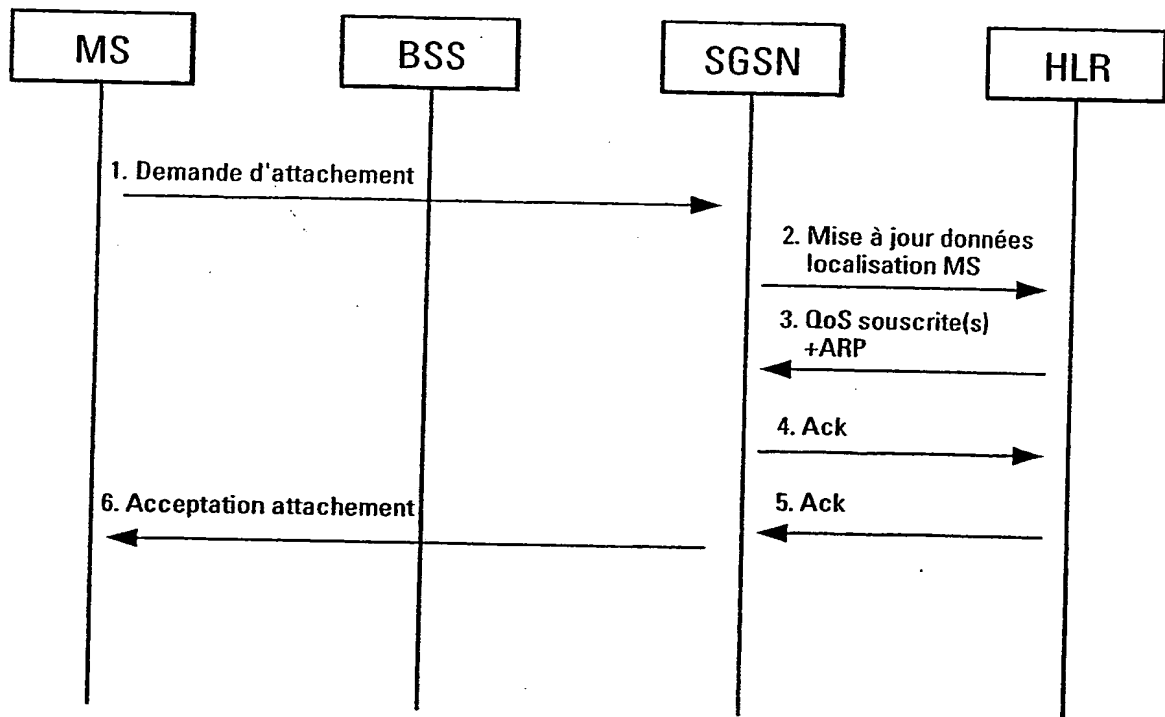 MS
BSS
SGSN
HLR
1. Demande d'attachement
2. Mise à jour données
localisation MS
3. QoS souscrite(s)
+ARP
4. Ack
6. Acceptation attachement
5. Ack